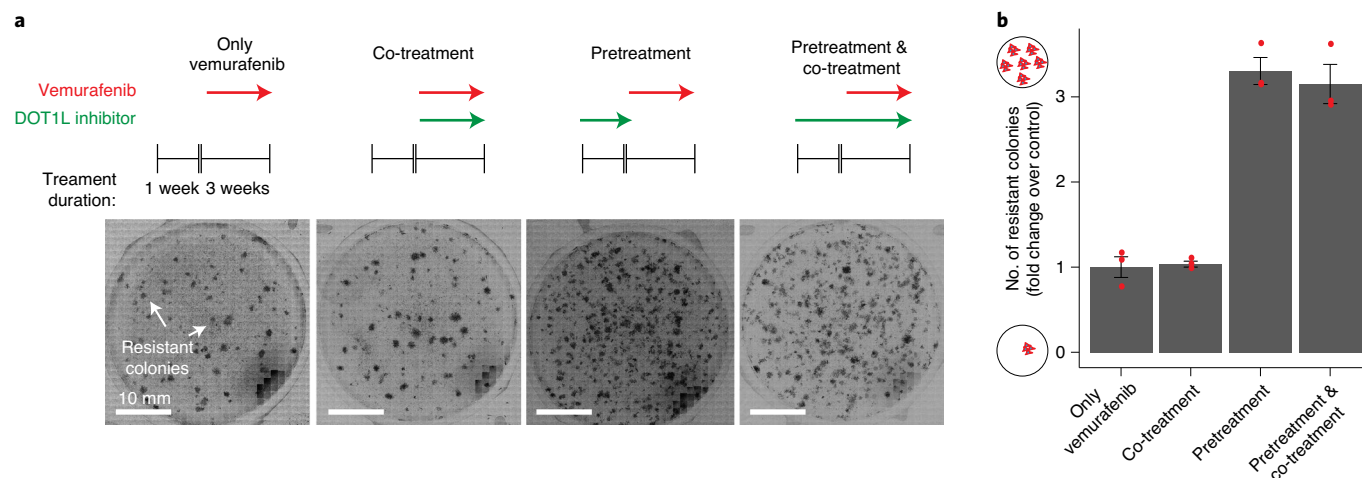 a
Only
vemurafenib
Co-treatment
Pretreatment
Pretreatment &
co-treatment
Vemurafenib
DOT1L inhibitor
Treament
duration:
1 week
3 weeks
Resistant
colonies
10 mm
b
No. of resistant colonies
(fold change over control)
3
2
1
0
Only
vemurafenib
Co-treatment
Pretreatment
Pretreatment &
co-treatment